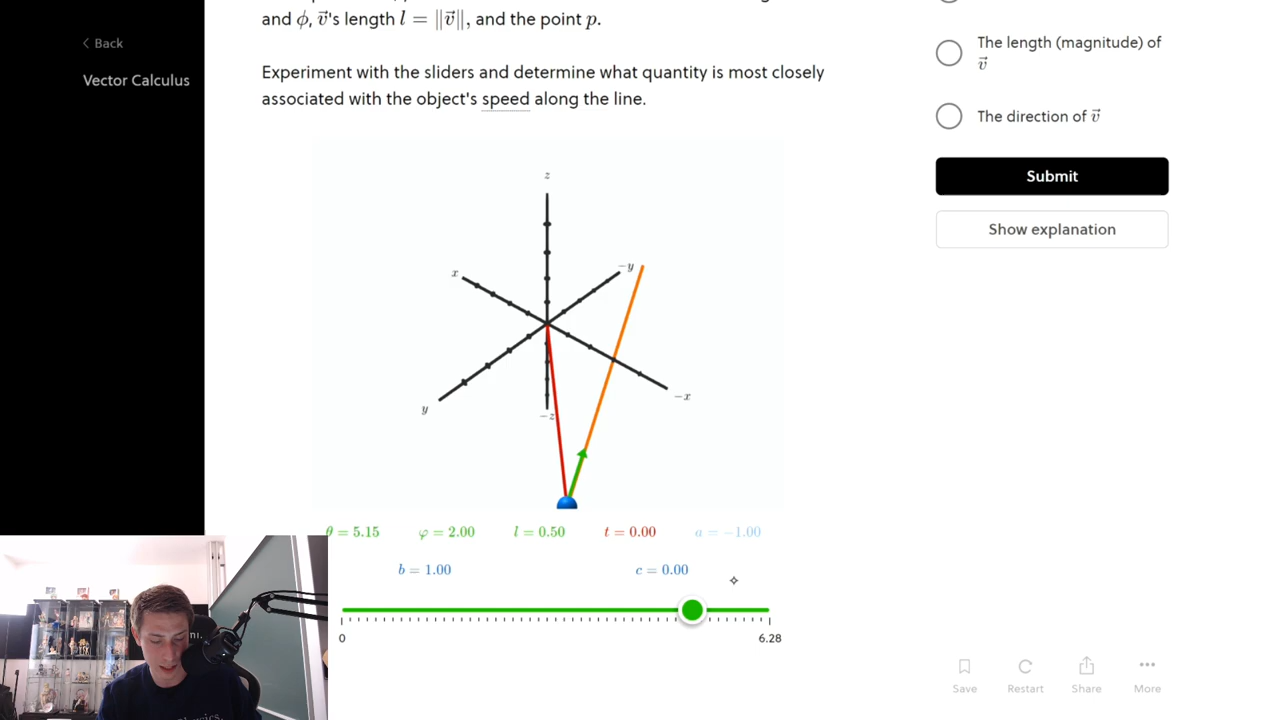 and ϕ, v⃗'s length l = ‖v⃗‖, and the point p.
Experiment with the sliders and determine what quantity is most closely
associated with the object's speed along the line.
Back
Vector Calculus
The length (magnitude) of
v⃗
The direction of v⃗
Submit
Show explanation
z
x
−y
y
−z
−x
θ = 5.15 φ = 2.00 l = 0.50 t = 0.00 a = −1.00
b = 1.00 c = 0.00
0 6.28
Save Restart Share More